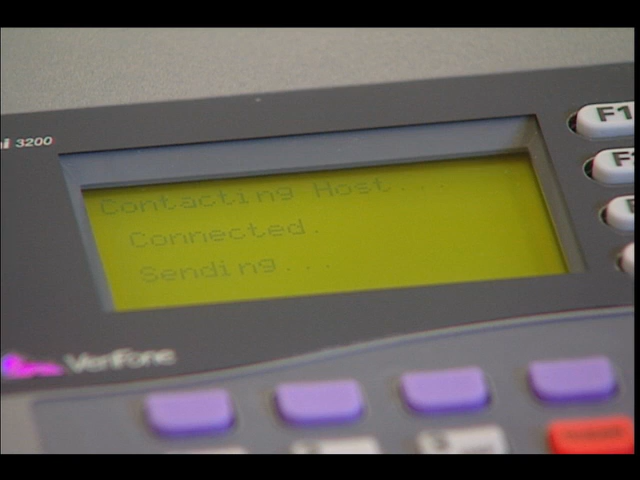 3200
F1
Contacting Host...
Connected.
Sending...
VeriFone